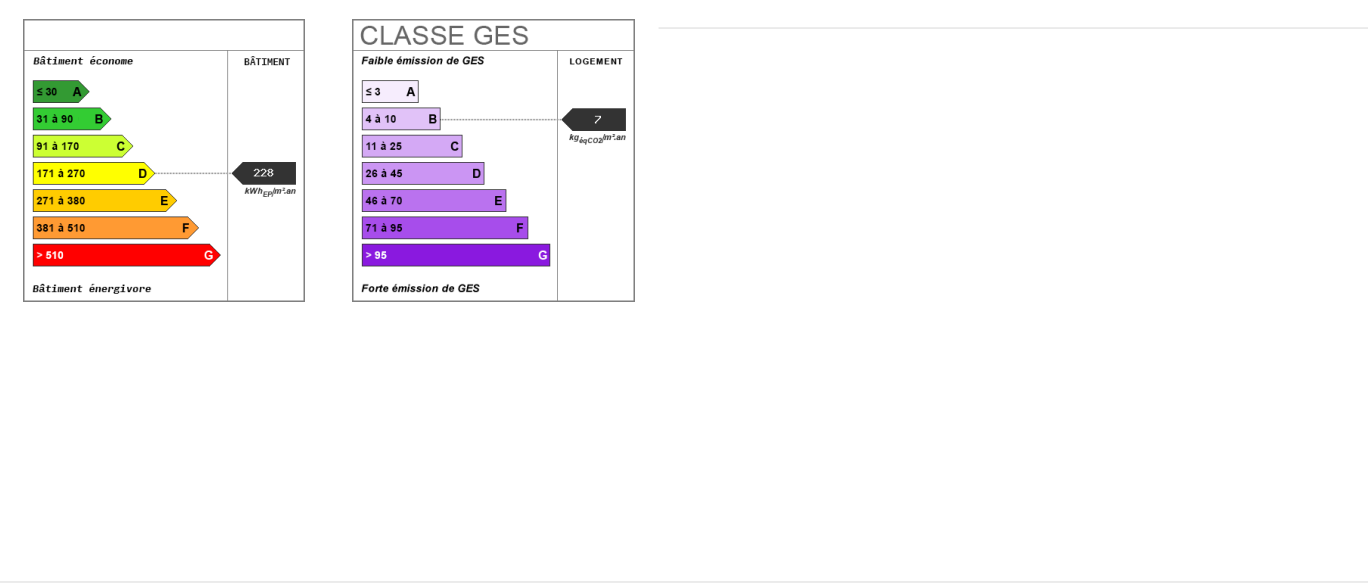 Bâtiment économe
BÂTIMENT
≤ 30 A
31 à 90 B
91 à 170 C
171 à 270 D
228
kWhEP/m².an
271 à 380 E
381 à 510 F
> 510 G
Bâtiment énergivore
CLASSE GES
Faible émission de GES
LOGEMENT
≤ 3 A
4 à 10 B
7
kgéqCO2/m².an
11 à 25 C
26 à 45 D
46 à 70 E
71 à 95 F
> 95 G
Forte émission de GES